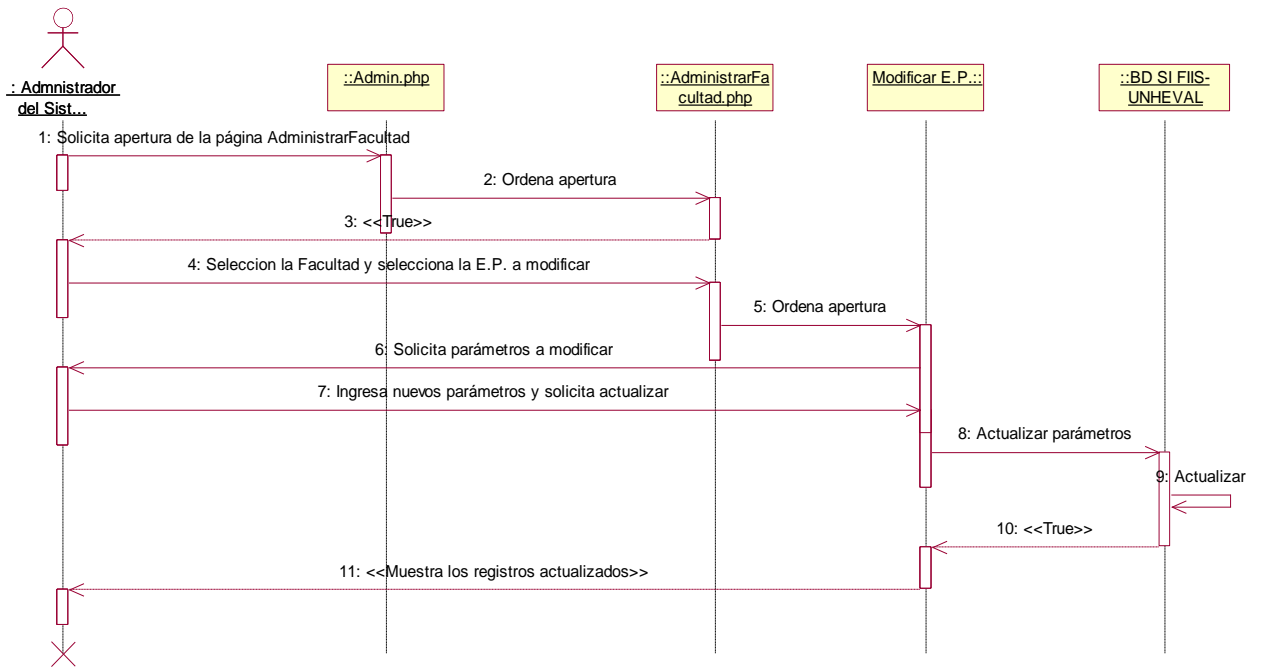 : Admnistrador
del Sist...
::Admin.php
::AdministrarFa
cultad.php
Modificar E.P.::
::BD SI FIIS-
UNHEVAL
1: Solicita apertura de la página AdministrarFacultad
2: Ordena apertura
3: <<True>>
4: Seleccion la Facultad y selecciona la E.P. a modificar
5: Ordena apertura
6: Solicita parámetros a modificar
7: Ingresa nuevos parámetros y solicita actualizar
8: Actualizar parámetros
9: Actualizar
10: <<True>>
11: <<Muestra los registros actualizados>>